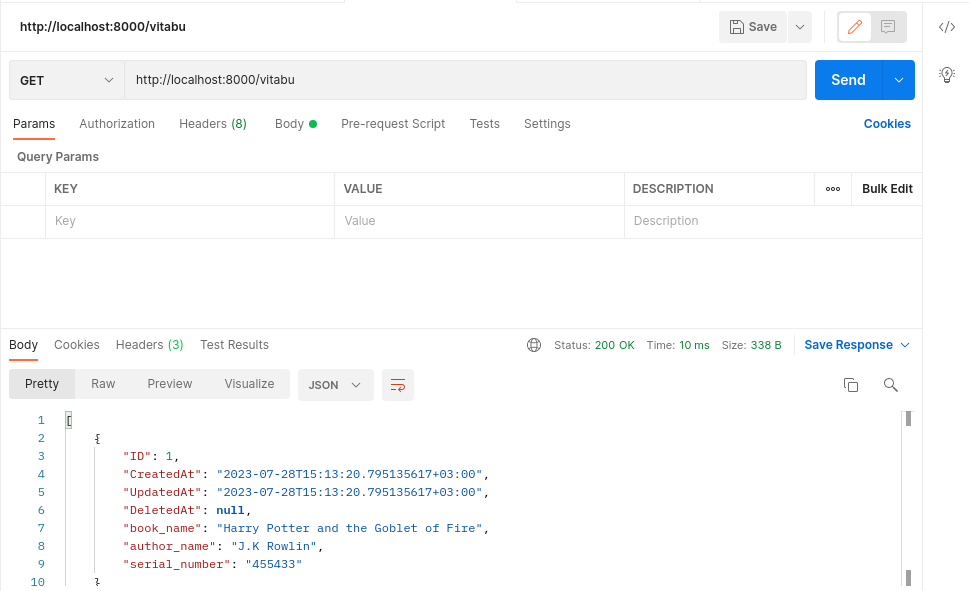 http://localhost:8000/vitabu Save </>
GET http://localhost:8000/vitabu Send
Params Authorization Headers (8) Body Pre-request Script Tests Settings Cookies
Query Params
KEY VALUE DESCRIPTION ooo Bulk Edit
Key Value Description
Body Cookies Headers (3) Test Results Status: 200 OK Time: 10 ms Size: 338 B Save Response
Pretty Raw Preview Visualize JSON
1 [
2 {
3 "ID": 1,
4 "CreatedAt": "2023-07-28T15:13:20.795135617+03:00",
5 "UpdatedAt": "2023-07-28T15:13:20.795135617+03:00",
6 "DeletedAt": null,
7 "book_name": "Harry Potter and the Goblet of Fire",
8 "author_name": "J.K Rowlin",
9 "serial_number": "455433"
10 }